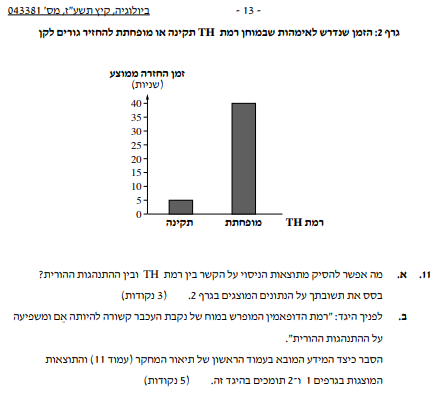 - 13 - ביולוגיה, קיץ תשע"ז, מס' 043381
גרף 2: הזמן שנדרש לאימהות שבמוחן רמת TH תקינה או מופחתת להחזיר גורים לקן
זמן החזרה ממוצע
(שניות)
40
35
30
25
20
15
10
5
0
תקינה מופחתת רמת TH
11. א. מה אפשר להסיק מתוצאות הניסוי על הקשר בין רמת TH ובין ההתנהגות ההורית?
בסס את תשובתך על הנתונים המוצגים בגרף 2. (3 נקודות)
ב. לפניך היגד: "רמת הדופאמין המופרש במוח של נקבת העכבר קשורה להיותה אֵם ומשפיעה
על ההתנהגות ההורית".
הסבר כיצד המידע המובא בעמוד הראשון של תיאור המחקר (עמוד 11) והתוצאות
המוצגות בגרפים 1 ו־2 תומכים בהיגד זה. (5 נקודות)